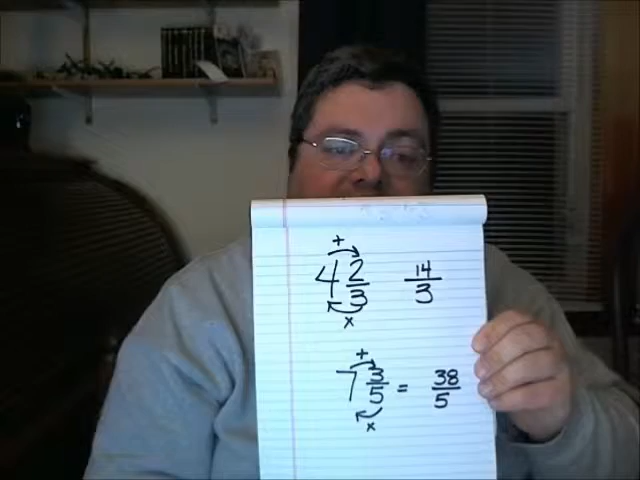 +
4 2/3 14/3
x
+
7 3/5 = 38/5
x